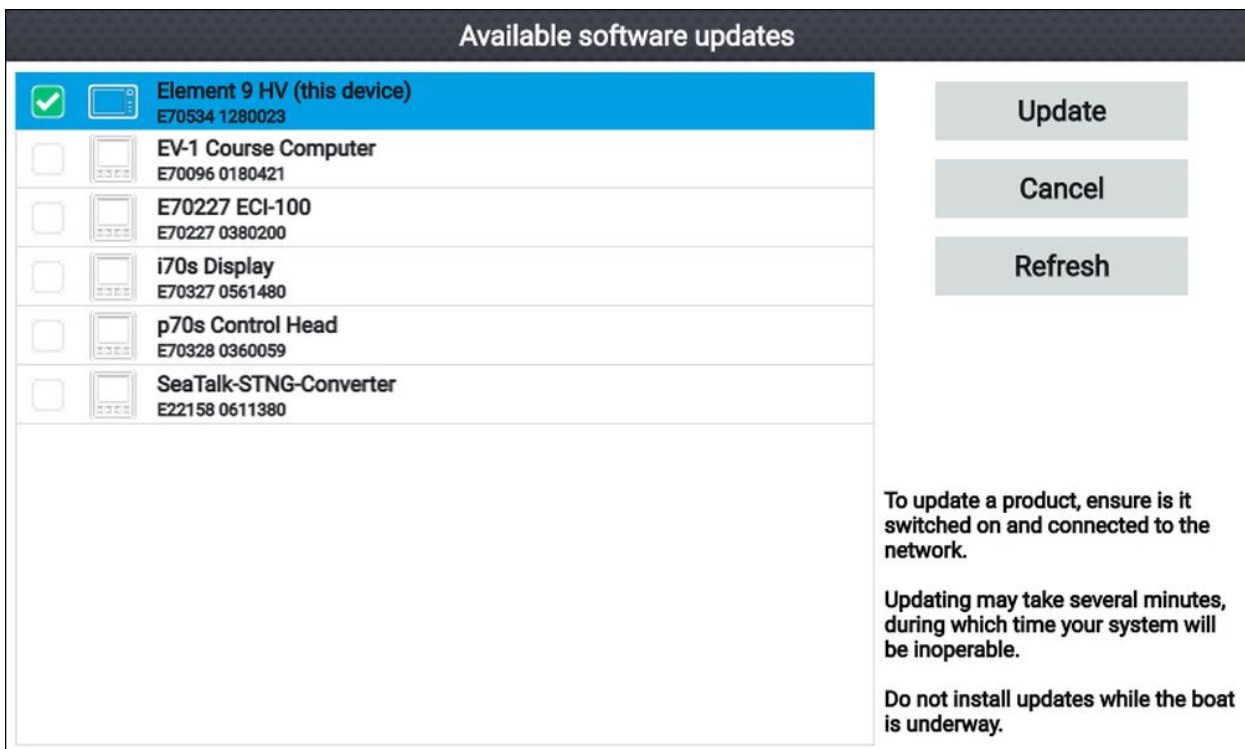 Available software updates
Element 9 HV (this device)
E70534 1280023
EV-1 Course Computer
E70096 0180421
E70227 ECI-100
E70227 0380200
i70s Display
E70327 0561480
p70s Control Head
E70328 0360059
SeaTalk-STNG-Converter
E22158 0611380
Update
Cancel
Refresh
To update a product, ensure is it
switched on and connected to the
network.
Updating may take several minutes,
during which time your system will
be inoperable.
Do not install updates while the boat
is underway.